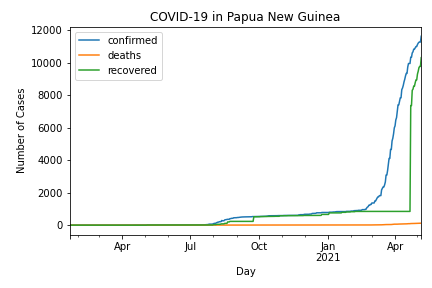 COVID-19 in Papua New Guinea
12000
10000
8000
6000
4000
2000
0
Number of Cases
confirmed
deaths
recovered
Apr
Jul
Oct
Jan
2021
Apr
Day